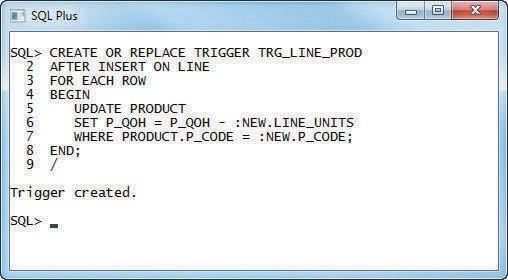 SQL Plus
SQL> CREATE OR REPLACE TRIGGER TRG_LINE_PROD
2 AFTER INSERT ON LINE
3 FOR EACH ROW
4 BEGIN
5 UPDATE PRODUCT
6 SET P_QOH = P_QOH - :NEW.LINE_UNITS
7 WHERE PRODUCT.P_CODE = :NEW.P_CODE;
8 END;
9 /
Trigger created.
SQL> _